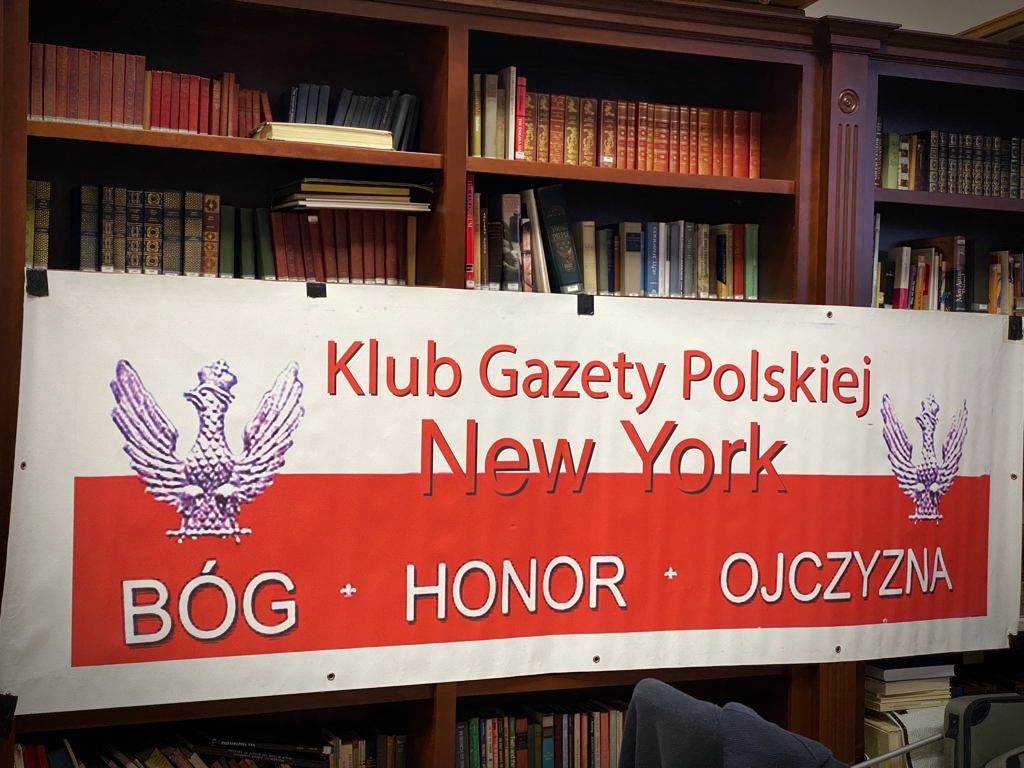 Klub Gazety Polskiej
New York
BÓG HONOR OJCZYZNA